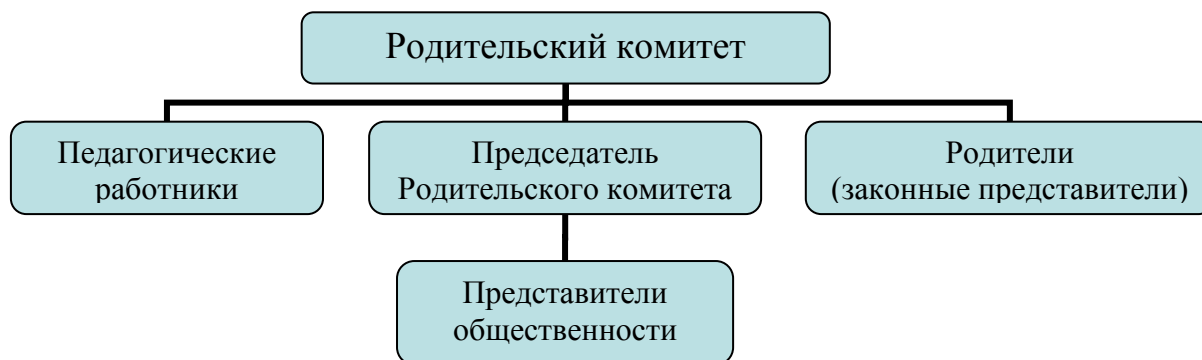 Родительский комитет
Педагогические
работники
Председатель
Родительского комитета
Родители
(законные представители)
Представители
общественности